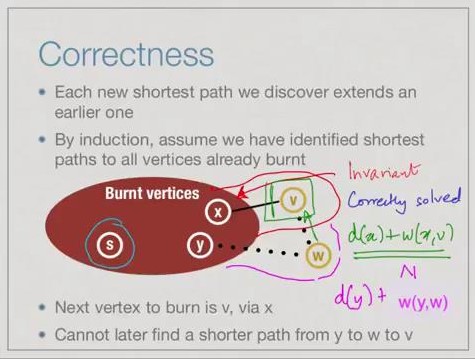 Correctness
• Each new shortest path we discover extends an
earlier one
• By induction, assume we have identified shortest
paths to all vertices already burnt
Invariant
Burnt vertices
x
v
Correctly solved
s
y
w
d(x)+w(x,v)
d(y)+ w(y,w)
• Next vertex to burn is v, via x
• Cannot later find a shorter path from y to w to v